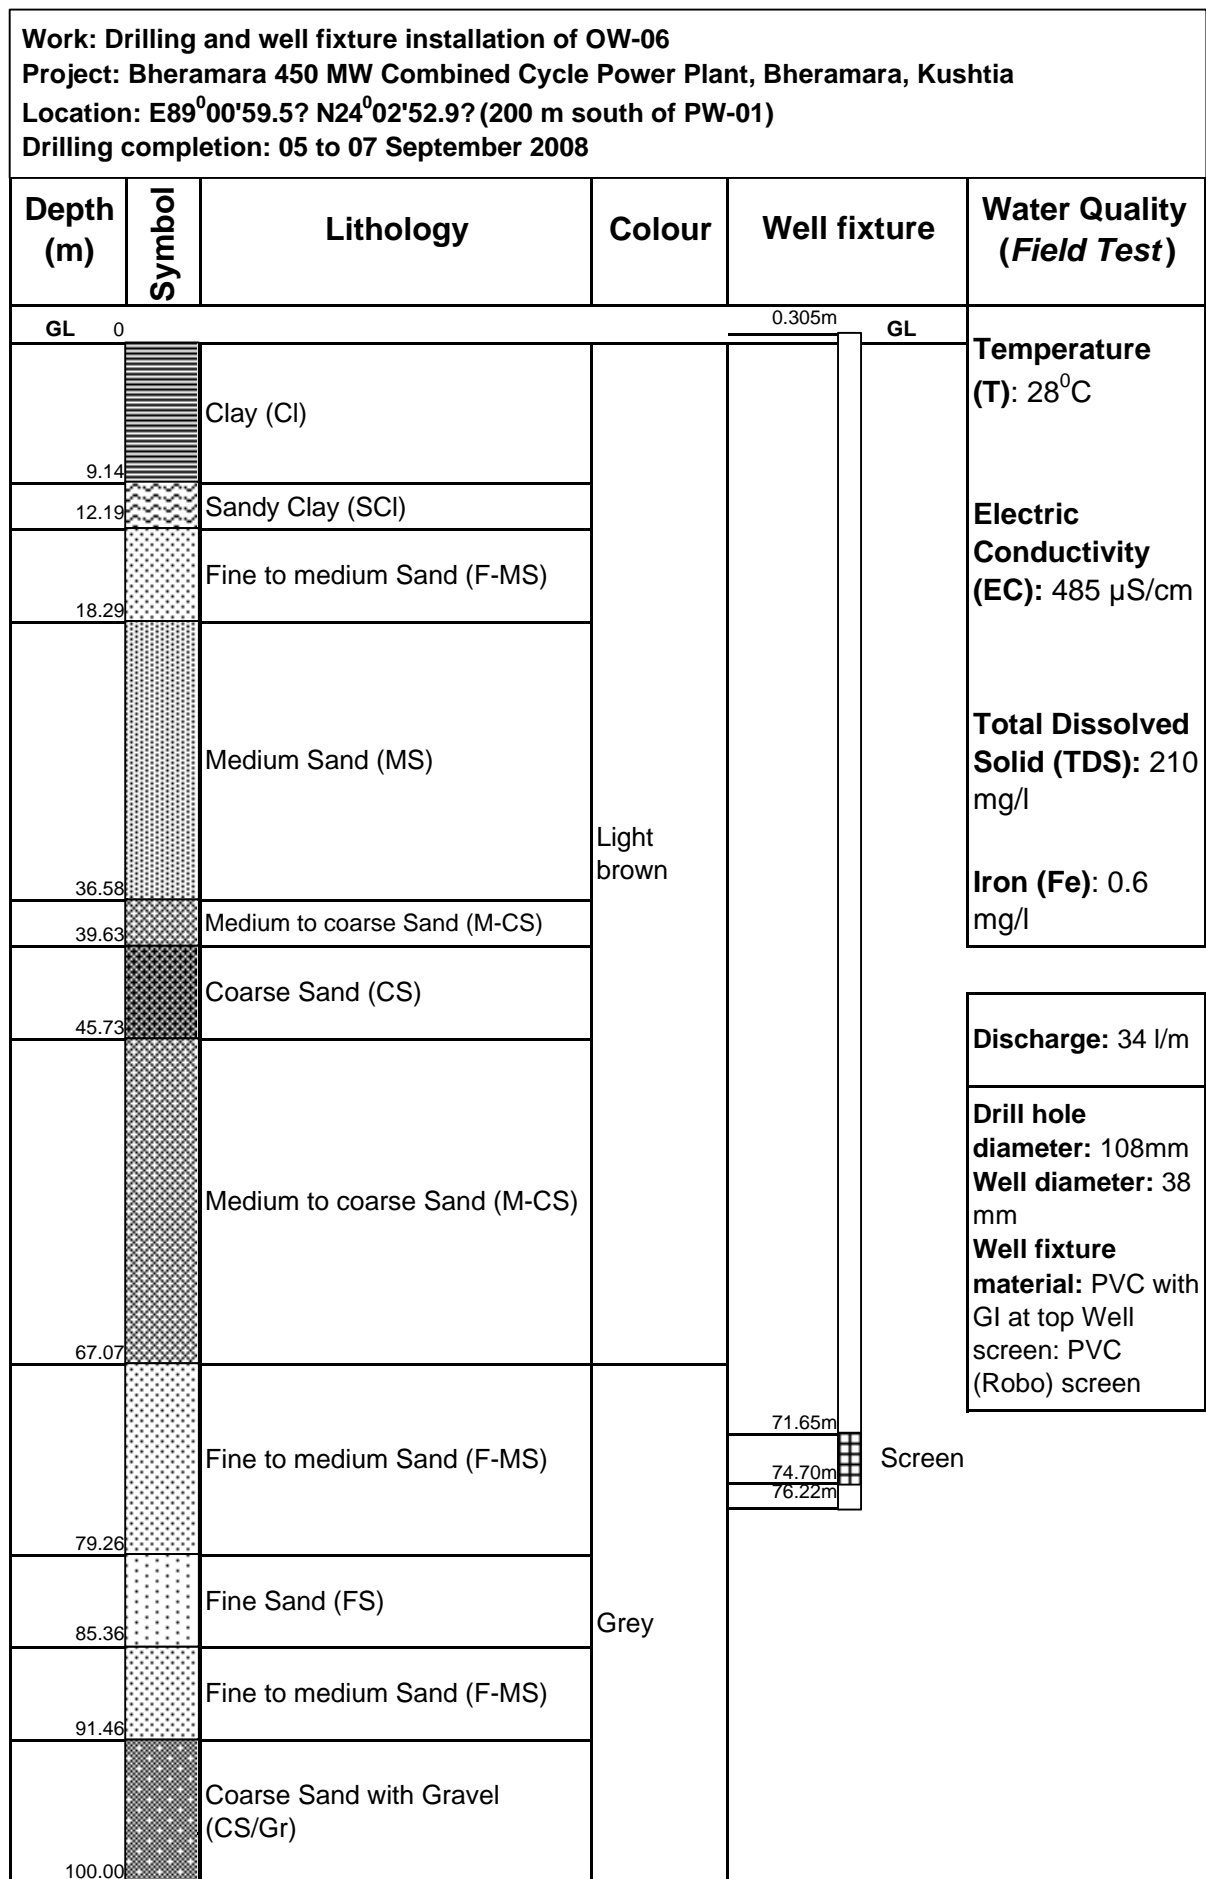 Work: Drilling and well fixture installation of OW-06
Project: Bheramara 450 MW Combined Cycle Power Plant, Bheramara, Kushtia
Location: E89⁰00'59.5? N24⁰02'52.9? (200 m south of PW-01)
Drilling completion: 05 to 07 September 2008
Depth
(m)
Symbol
Lithology
Colour
Well fixture
Water Quality
(Field Test)
GL 0
0.305m
GL
Clay (Cl)
9.14
Sandy Clay (SCl)
12.19
Fine to medium Sand (F-MS)
18.29
Medium Sand (MS)
36.58
Medium to coarse Sand (M-CS)
39.63
Coarse Sand (CS)
45.73
Medium to coarse Sand (M-CS)
67.07
Fine to medium Sand (F-MS)
79.26
Fine Sand (FS)
85.36
Fine to medium Sand (F-MS)
91.46
Coarse Sand with Gravel
(CS/Gr)
100.00
Light
brown
Grey
71.65m
74.70m
76.22m
Screen
Temperature
(T): 28⁰C
Electric
Conductivity
(EC): 485 µS/cm
Total Dissolved
Solid (TDS): 210
mg/l
Iron (Fe): 0.6
mg/l
Discharge: 34 l/m
Drill hole
diameter: 108mm
Well diameter: 38
mm
Well fixture
material: PVC with
GI at top Well
screen: PVC
(Robo) screen